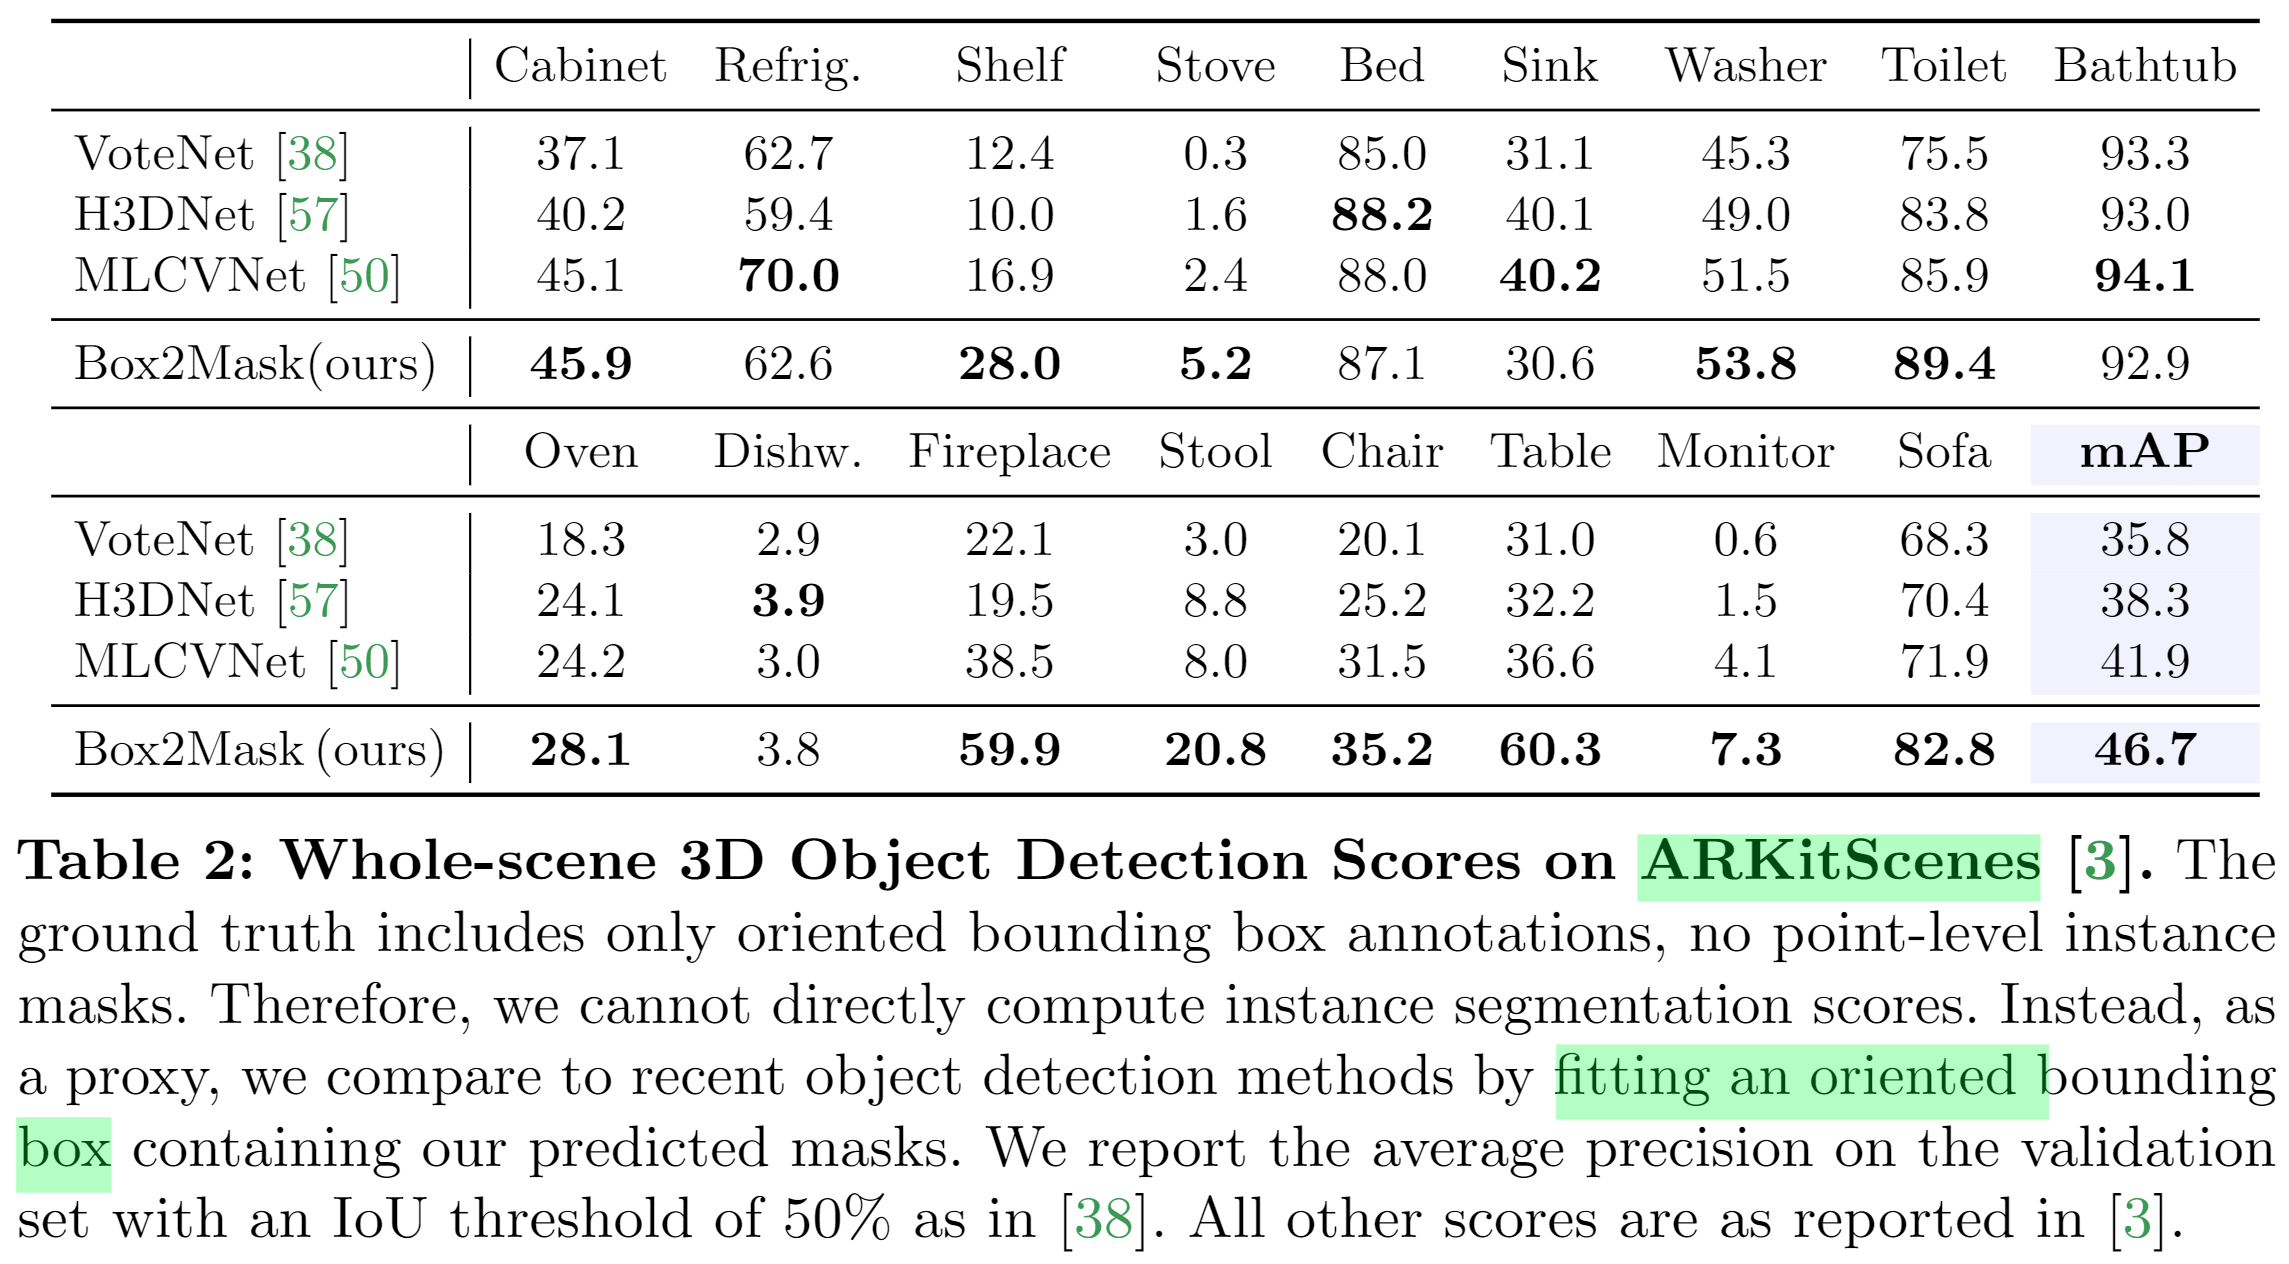 Cabinet Refrig. Shelf Stove Bed Sink Washer Toilet Bathtub
VoteNet [38] 37.1 62.7 12.4 0.3 85.0 31.1 45.3 75.5 93.3
H3DNet [57] 40.2 59.4 10.0 1.6 88.2 40.1 49.0 83.8 93.0
MLCVNet [50] 45.1 70.0 16.9 2.4 88.0 40.2 51.5 85.9 94.1
Box2Mask(ours) 45.9 62.6 28.0 5.2 87.1 30.6 53.8 89.4 92.9
Oven Dishw. Fireplace Stool Chair Table Monitor Sofa mAP
VoteNet [38] 18.3 2.9 22.1 3.0 20.1 31.0 0.6 68.3 35.8
H3DNet [57] 24.1 3.9 19.5 8.8 25.2 32.2 1.5 70.4 38.3
MLCVNet [50] 24.2 3.0 38.5 8.0 31.5 36.6 4.1 71.9 41.9
Box2Mask (ours) 28.1 3.8 59.9 20.8 35.2 60.3 7.3 82.8 46.7
Table 2: Whole-scene 3D Object Detection Scores on ARKitScenes [3]. The
ground truth includes only oriented bounding box annotations, no point-level instance
masks. Therefore, we cannot directly compute instance segmentation scores. Instead, as
a proxy, we compare to recent object detection methods by fitting an oriented bounding
box containing our predicted masks. We report the average precision on the validation
set with an IoU threshold of 50% as in [38]. All other scores are as reported in [3].